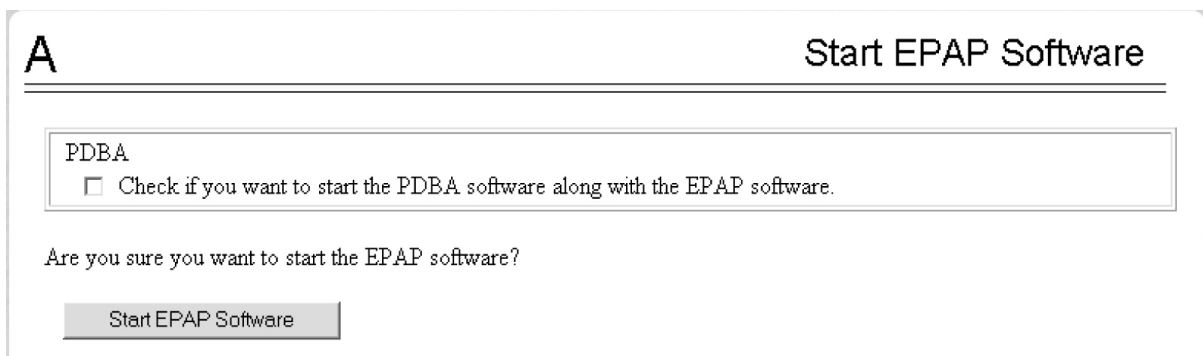 A
Start EPAP Software
PDBA
Check if you want to start the PDBA software along with the EPAP software.
Are you sure you want to start the EPAP software?
Start EPAP Software